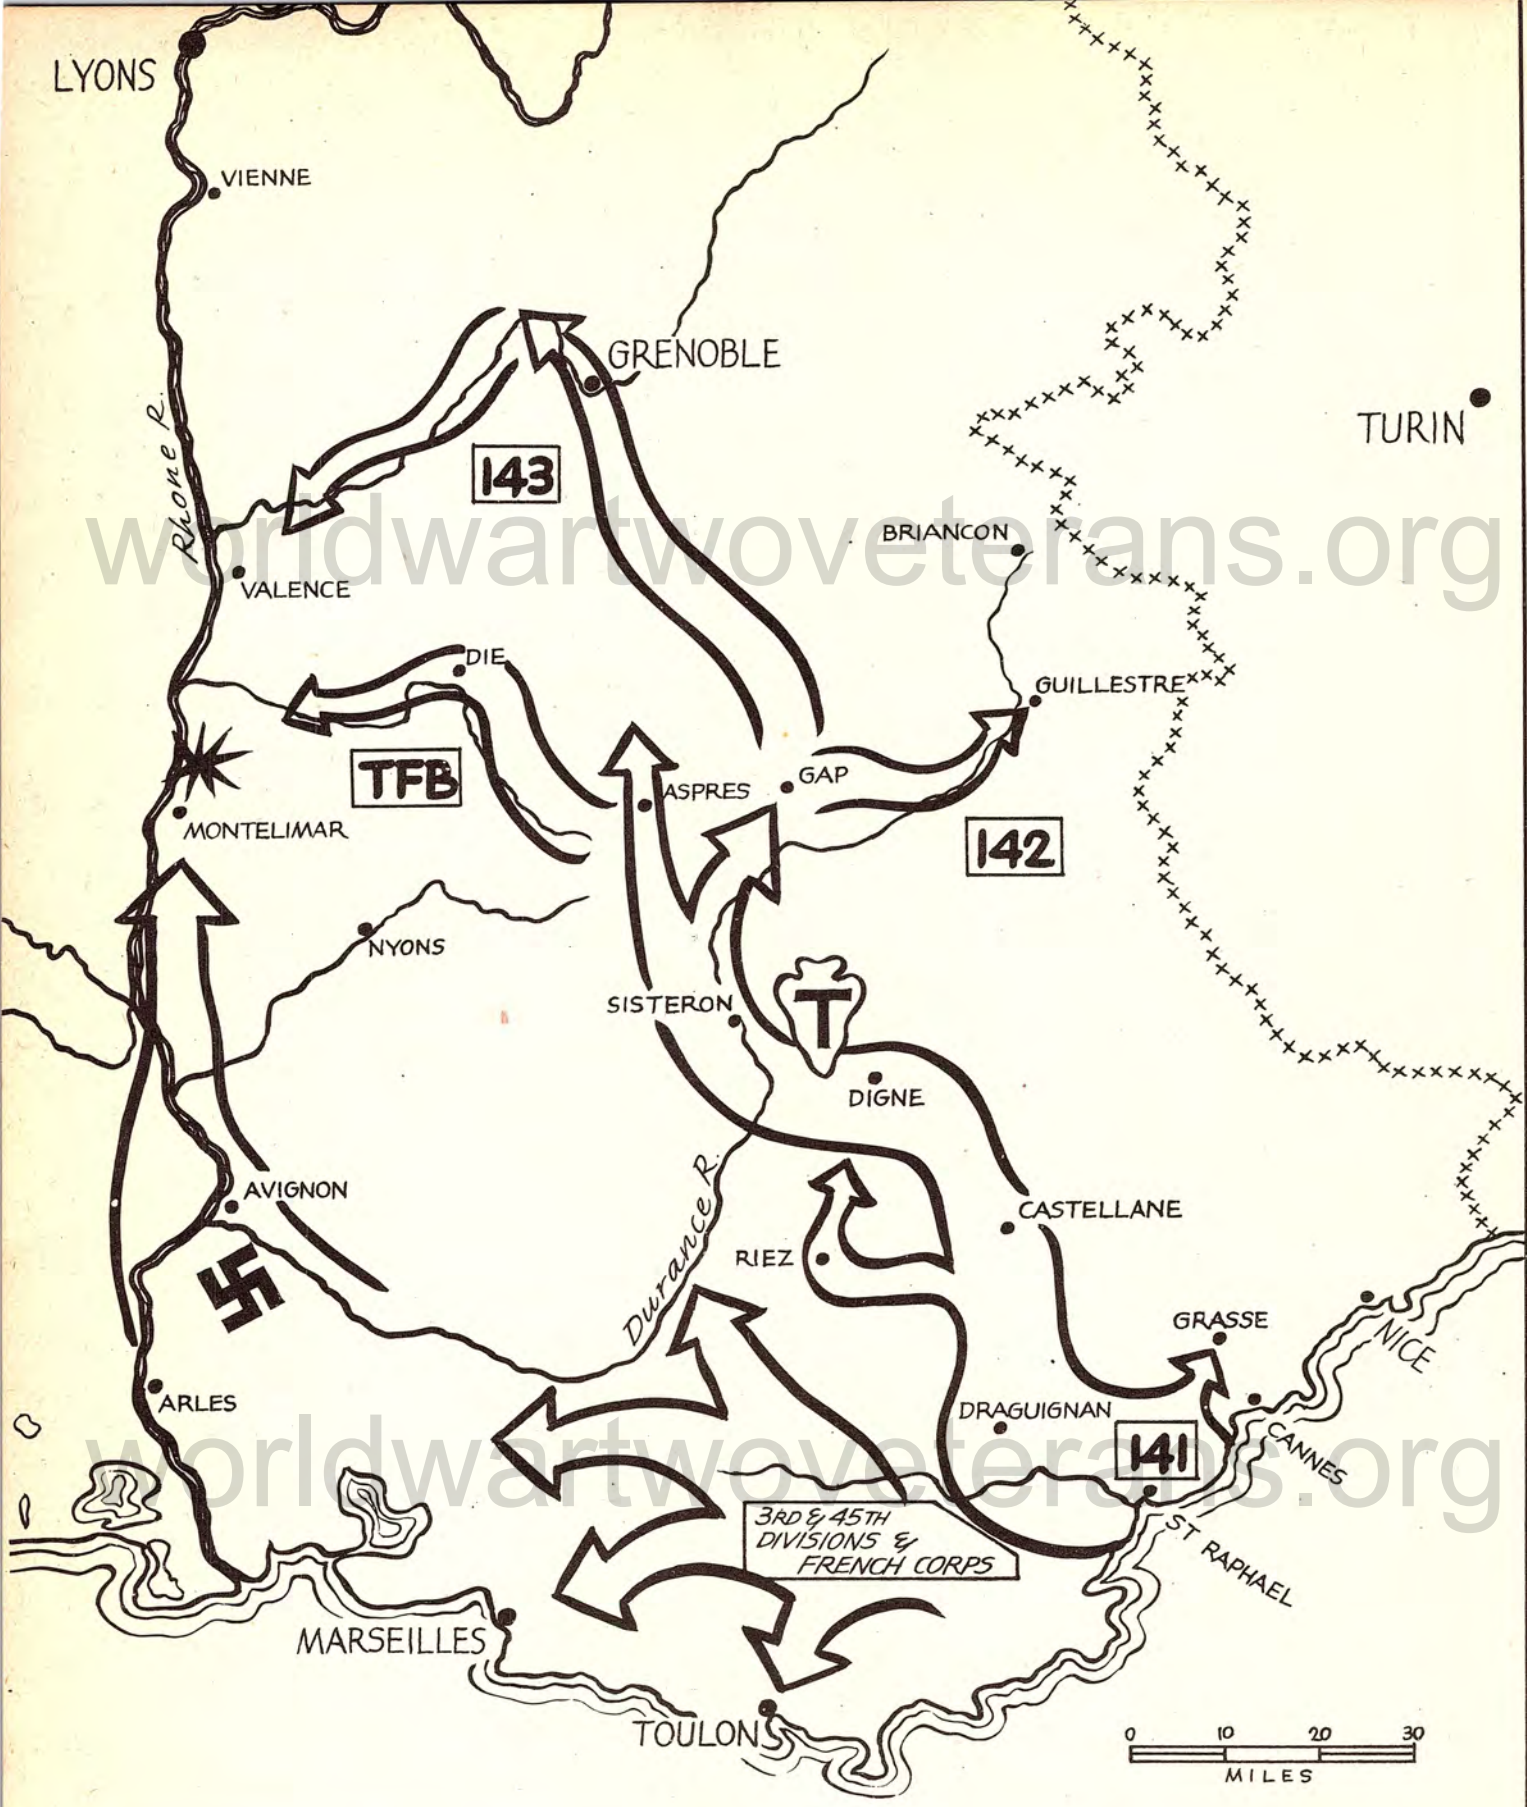 LYONS
VIENNE
GRENOBLE
TURIN
Rhone R.
143
worldwartwoveterans.org
BRIANCON
VALENCE
DIE
GUILLESTRE
TFB
ASPRES
GAP
MONTELIMAR
142
NYONS
SISTERON
T
DIGNE
AVIGNON
CASTELLANE
RIEZ
Durance R.
GRASSE
NICE
ARLES
DRAGUIGNAN
141
CANNES
worldwartwoveterans.org
3RD & 45TH
DIVISIONS &
FRENCH CORPS
ST RAPHAEL
MARSEILLES
TOULON
0 10 20 30
MILES